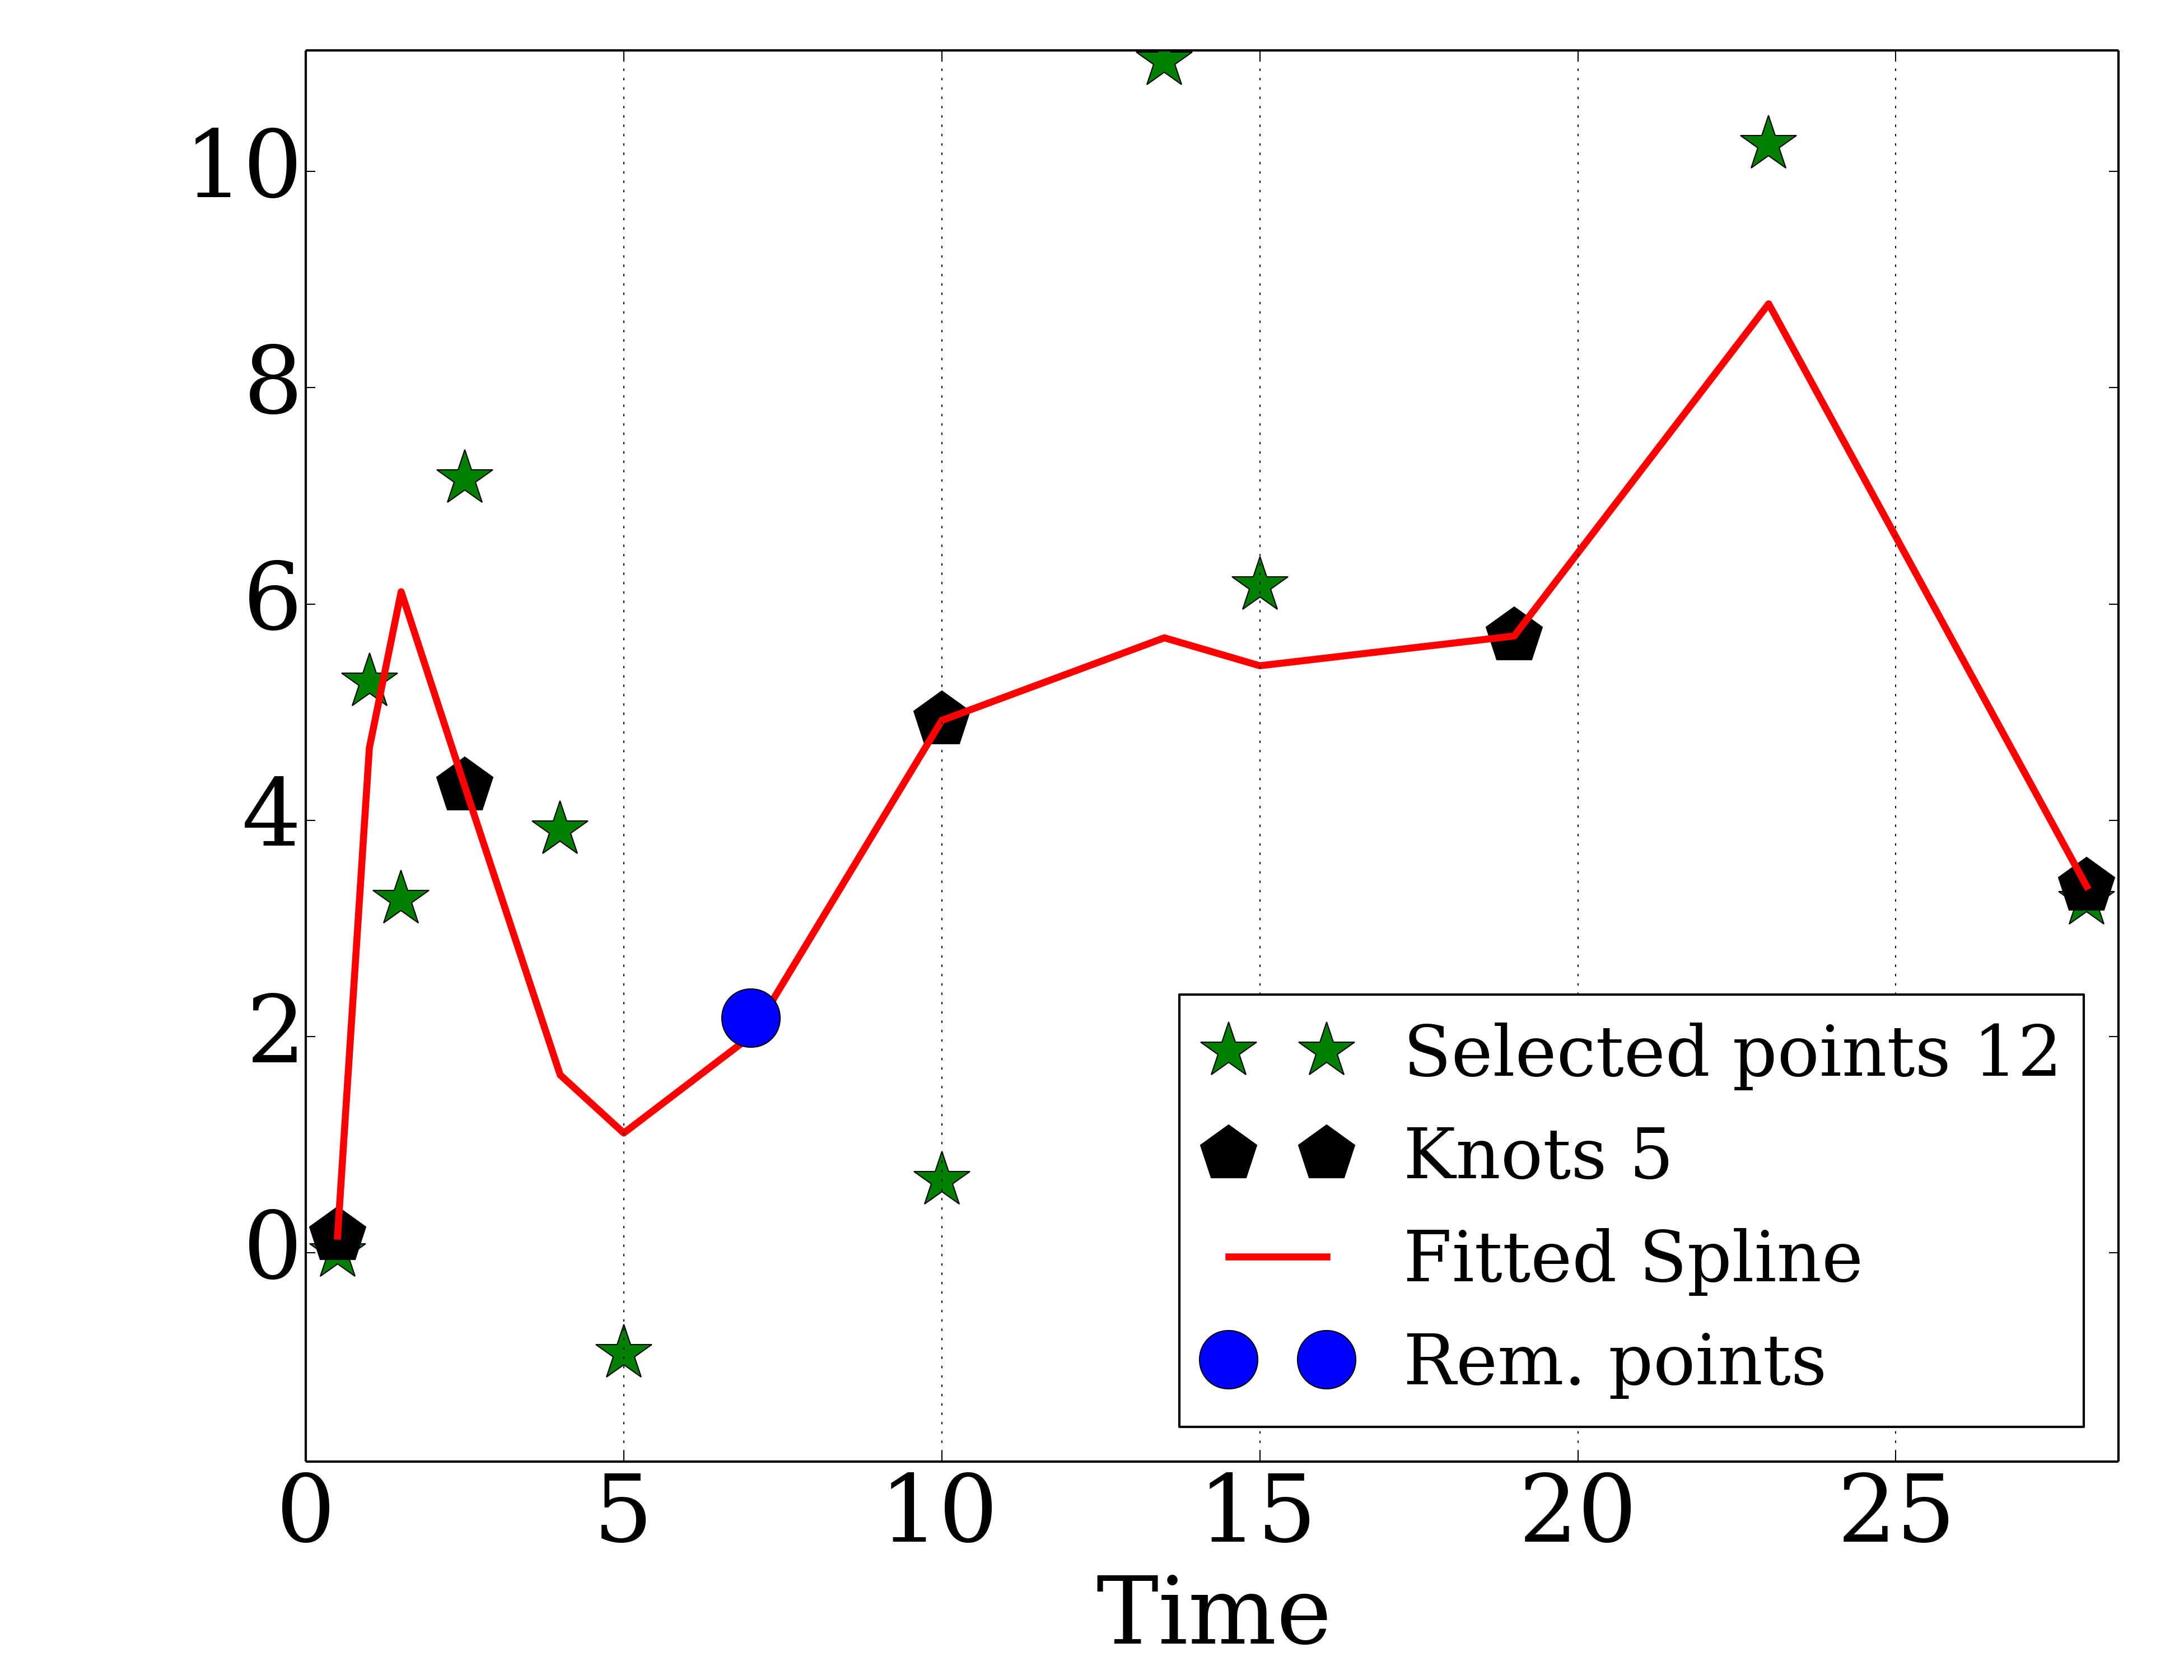 10
8
6
4
2
0
0 5 10 15 20 25
Time
Selected points 12
Knots 5
Fitted Spline
Rem. points